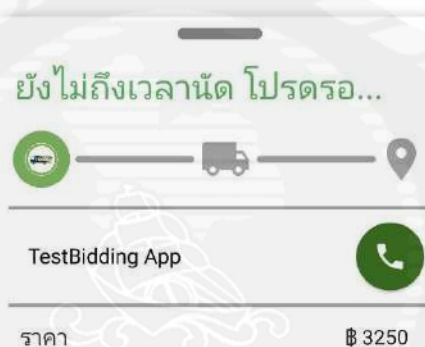 ยังไม่ถึงเวลานัด โปรดรอ...
TestBidding App
ราคา ฿ 3250